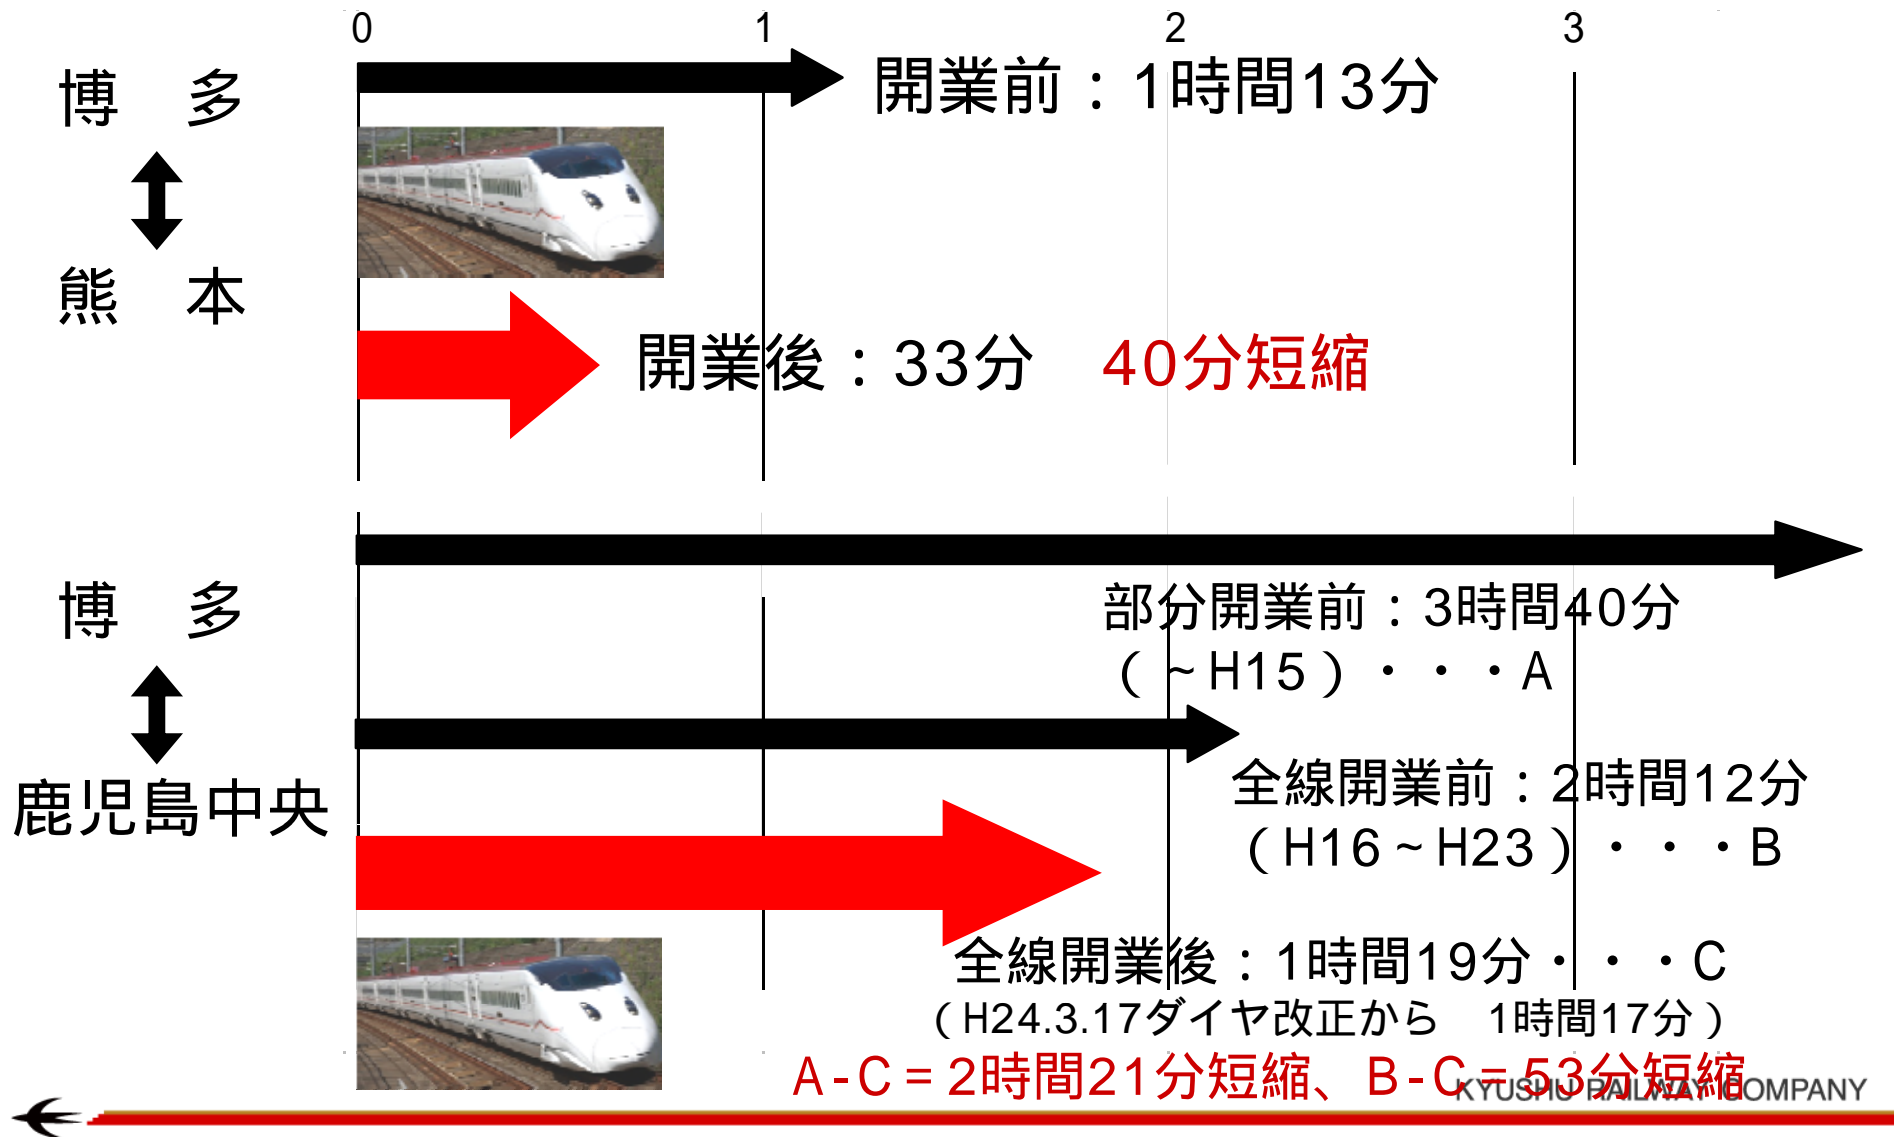 0 1 2 3
開業前：1時間13分
博　多
熊　本
開業後：33分　40分短縮
博　多
部分開業前：3時間40分
（~H15）・・・A
鹿児島中央
全線開業前：2時間12分
（H16~H23）・・・B
全線開業後：1時間19分・・・C
（H24.3.17ダイヤ改正から　1時間17分）
A-C=2時間21分短縮、B-C=53分短縮
KYUSHU RAILWAY COMPANY